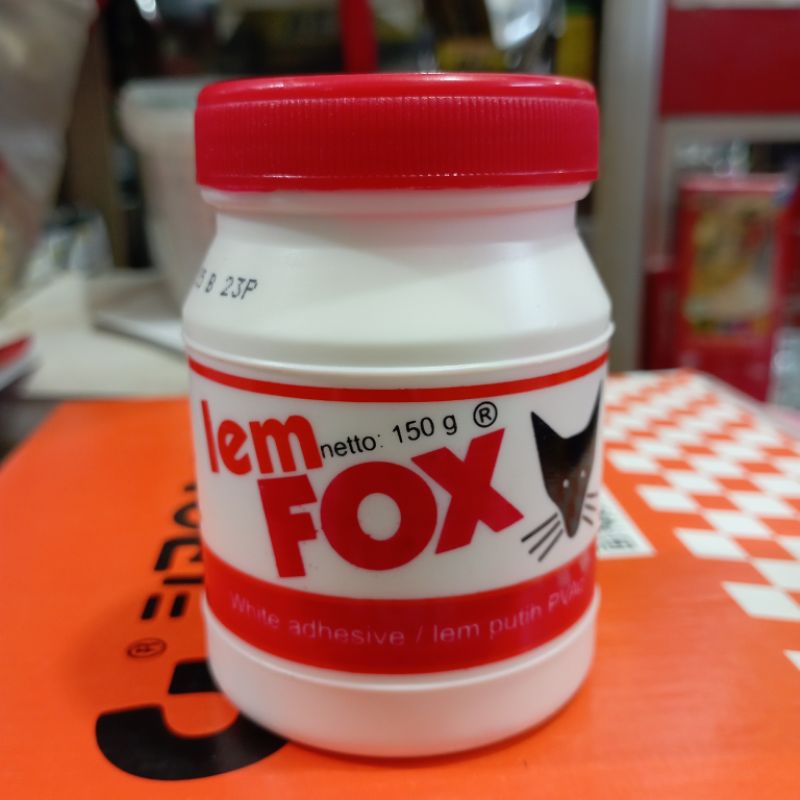 23P
lem netto: 150 g ®
FOX
White adhesive / lem putih PVAc
®